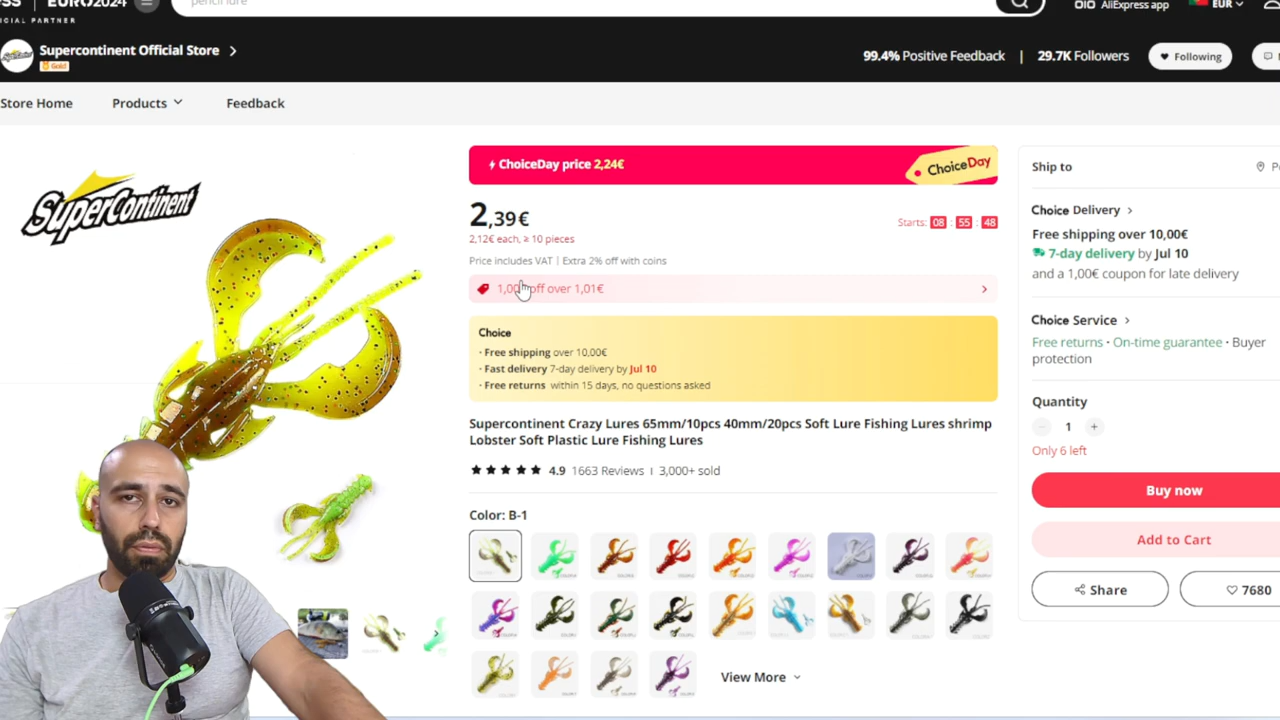 EURO2024
ICIAL PARTNER
pencil lure
AliExpress app
EUR
Supercontinent Official Store >
Gold
99.4% Positive Feedback | 29.7K Followers
Following
Store Home
Products
Feedback
SuperContinent
ChoiceDay price 2,24€
ChoiceDay
2,39€
Starts: 08 : 55 : 48
2,12€ each, ≥ 10 pieces
Price includes VAT | Extra 2% off with coins
off over 1,01€
Choice
· Free shipping over 10,00€
· Fast delivery 7-day delivery by Jul 10
· Free returns within 15 days, no questions asked
Supercontinent Crazy Lures 65mm/10pcs 40mm/20pcs Soft Lure Fishing Lures shrimp
Lobster Soft Plastic Lure Fishing Lures
4.9 1663 Reviews | 3,000+ sold
Color: B-1
View More
Ship to
Choice Delivery >
Free shipping over 10,00€
7-day delivery by Jul 10
and a 1,00€ coupon for late delivery
Choice Service >
Free returns · On-time guarantee · Buyer
protection
Quantity
- 1 +
Only 6 left
Buy now
Add to Cart
Share
7680